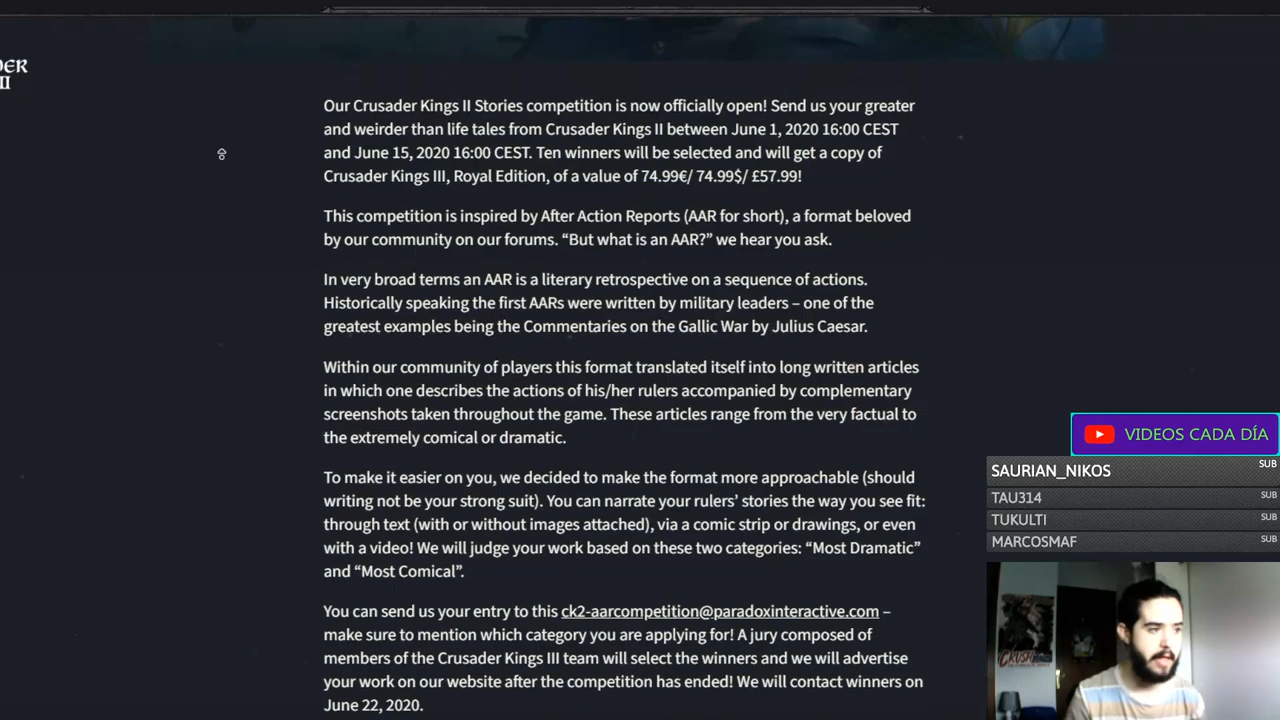 DER
II
Our Crusader Kings II Stories competition is now officially open! Send us your greater
and weirder than life tales from Crusader Kings II between June 1, 2020 16:00 CEST
and June 15, 2020 16:00 CEST. Ten winners will be selected and will get a copy of
Crusader Kings III, Royal Edition, of a value of 74.99€/ 74.99$/ £57.99!
This competition is inspired by After Action Reports (AAR for short), a format beloved
by our community on our forums. “But what is an AAR?” we hear you ask.
In very broad terms an AAR is a literary retrospective on a sequence of actions.
Historically speaking the first AARs were written by military leaders – one of the
greatest examples being the Commentaries on the Gallic War by Julius Caesar.
Within our community of players this format translated itself into long written articles
in which one describes the actions of his/her rulers accompanied by complementary
screenshots taken throughout the game. These articles range from the very factual to
the extremely comical or dramatic.
To make it easier on you, we decided to make the format more approachable (should
writing not be your strong suit). You can narrate your rulers’ stories the way you see fit:
through text (with or without images attached), via a comic strip or drawings, or even
with a video! We will judge your work based on these two categories: “Most Dramatic”
and “Most Comical”.
You can send us your entry to this ck2-aarcompetition@paradoxinteractive.com –
make sure to mention which category you are applying for! A jury composed of
members of the Crusader Kings III team will select the winners and we will advertise
your work on our website after the competition has ended! We will contact winners on
June 22, 2020.
VIDEOS CADA DÍA
SAURIAN_NIKOS SUB
TAU314 SUB
TUKULTI SUB
MARCOSMAF SUB